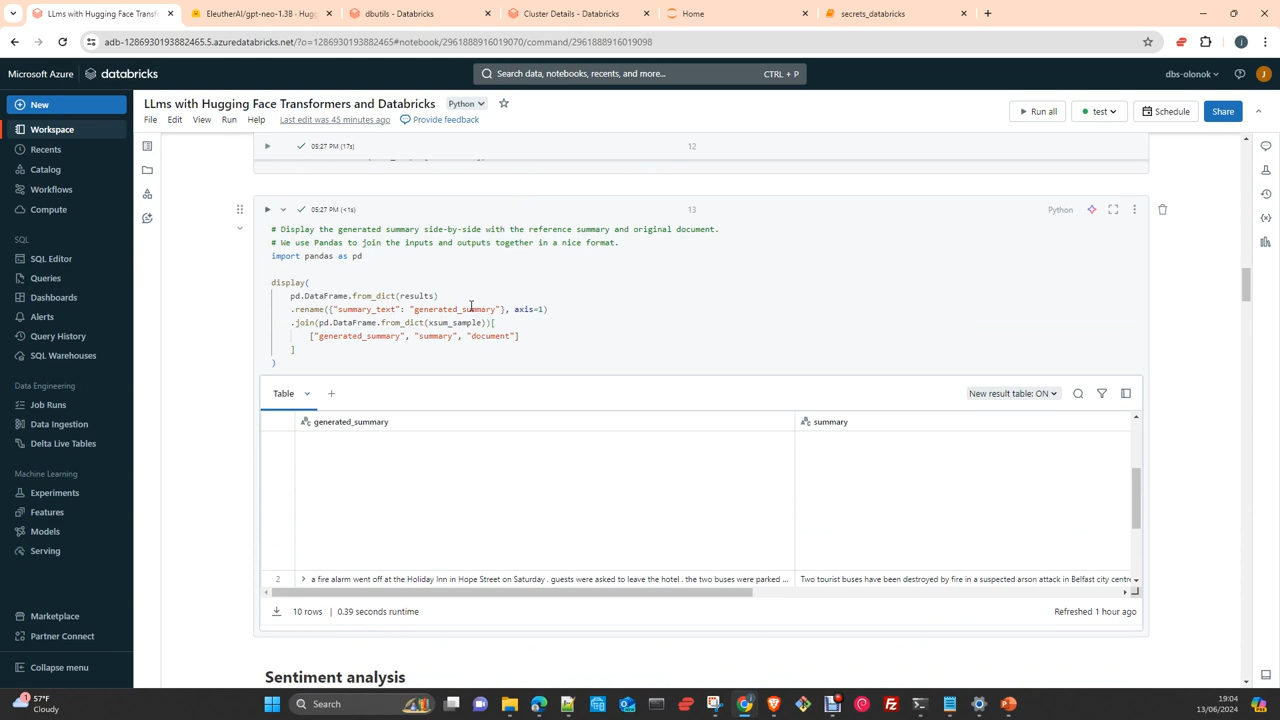 LLms with Hugging Face Transf
EleutherAI/gpt-neo-1.3B · Hugg
dbutils - Databricks
Cluster Details - Databricks
Home
secrets_databricks
adb-1286930193882465.5.azuredatabricks.net/?o=1286930193882465#notebook/2961888916019070/command/2961888916019098
Microsoft Azure
databricks
Search data, notebooks, recents, and more...
CTRL + P
dbs-olonok
J
New
LLms with Hugging Face Transformers and Databricks
Python
Run all
test
Schedule
Share
File
Edit
View
Run
Help
Last edit was 45 minutes ago
Provide feedback
Workspace
Recents
Catalog
Workflows
Compute
SQL
SQL Editor
Queries
Dashboards
Alerts
Query History
SQL Warehouses
Data Engineering
Job Runs
Data Ingestion
Delta Live Tables
Machine Learning
Experiments
Features
Models
Serving
Marketplace
Partner Connect
Collapse menu
05:27 PM (17s)
12
05:27 PM (<1s)
13
Python
# Display the generated summary side-by-side with the reference summary and original document.
# We use Pandas to join the inputs and outputs together in a nice format.
import pandas as pd
display(
pd.DataFrame.from_dict(results)
.rename({"summary_text": "generated_summary"}, axis=1)
.join(pd.DataFrame.from_dict(xsum_sample))[
["generated_summary", "summary", "document"]
]
)
Table
New result table: ON
generated_summary
summary
2
a fire alarm went off at the Holiday Inn in Hope Street on Saturday . guests were asked to leave the hotel . the two buses were parked ...
Two tourist buses have been destroyed by fire in a suspected arson attack in Belfast city centre
10 rows | 0.39 seconds runtime
Refreshed 1 hour ago
Sentiment analysis
1
57°F
Cloudy
Search
19:04
13/06/2024